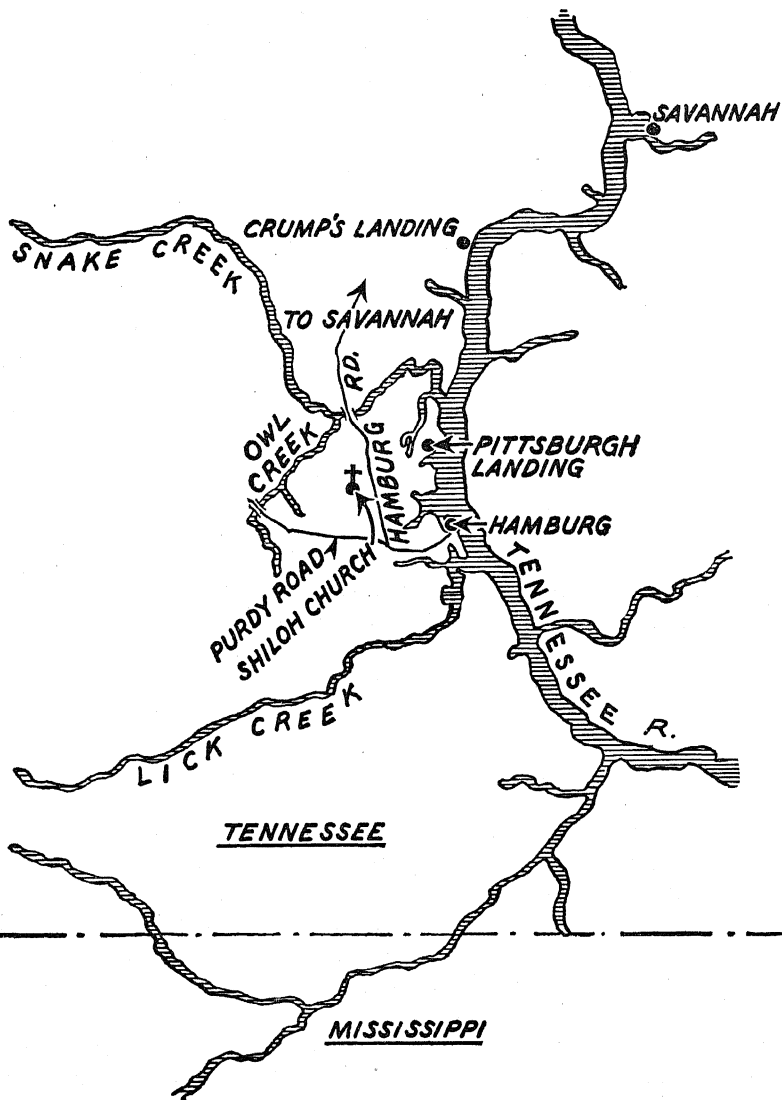 SAVANNAH
CRUMP'S LANDING
SNAKE CREEK
TO SAVANNAH
HAMBURG RD.
OWL
CREEK
PITTSBURGH
LANDING
HAMBURG
PURDY ROAD
SHILOH CHURCH
TENNESSEE R.
LICK CREEK
TENNESSEE
MISSISSIPPI